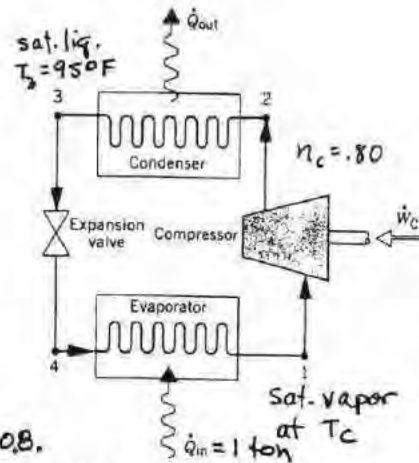 Q̇out
sat. liq.
T3=95°F
3
2
Condenser
ηc=.80
Expansion
valve
Compressor
Ẇc
Evaporator
4
1
Sat. vapor
at Tc
Q̇in = 1 ton
OB.